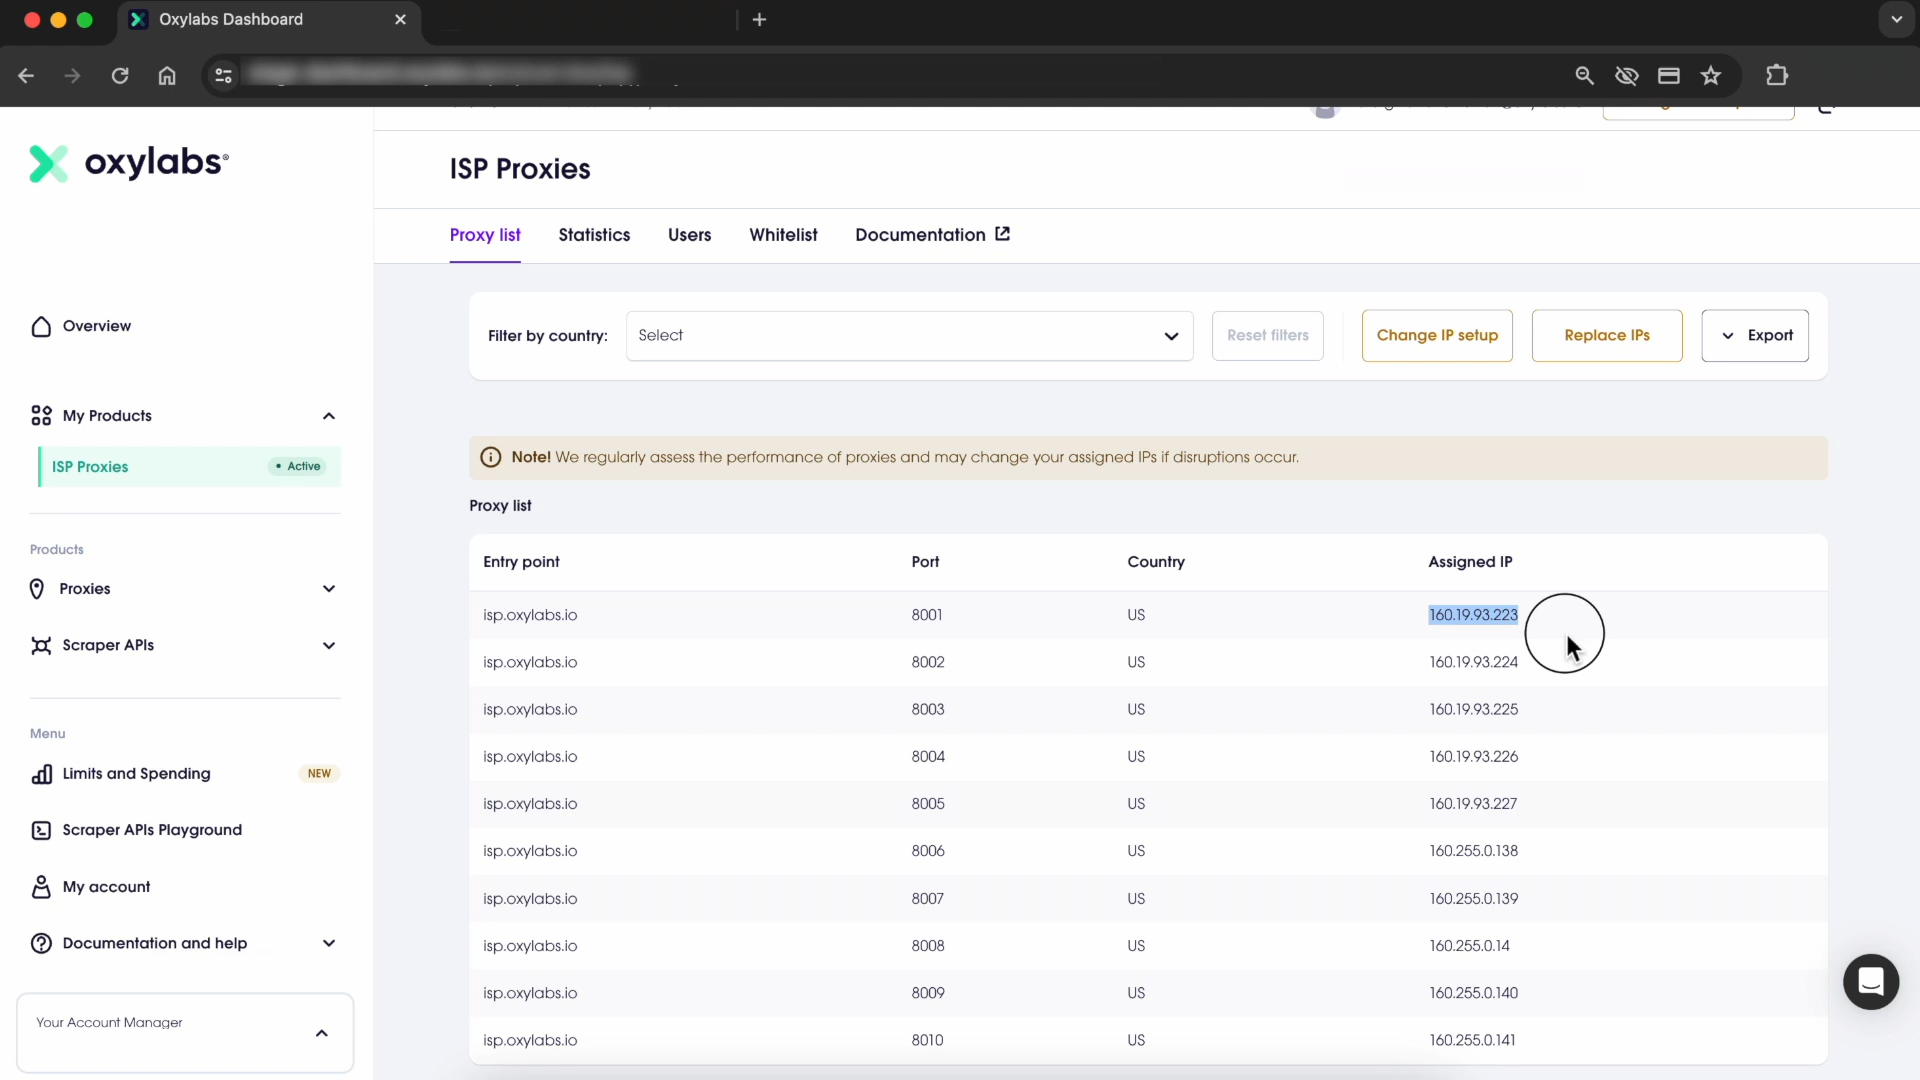 Oxylabs Dashboard
oxylabs®
ISP Proxies
Proxy list Statistics Users Whitelist Documentation
Overview
My Products
ISP Proxies • Active
Products
Proxies
Scraper APIs
Menu
Limits and Spending NEW
Scraper APIs Playground
My account
Documentation and help
Your Account Manager
Filter by country: Select Reset filters Change IP setup Replace IPs Export
Note! We regularly assess the performance of proxies and may change your assigned IPs if disruptions occur.
Proxy list
Entry point Port Country Assigned IP
isp.oxylabs.io 8001 US 160.19.93.223
isp.oxylabs.io 8002 US 160.19.93.224
isp.oxylabs.io 8003 US 160.19.93.225
isp.oxylabs.io 8004 US 160.19.93.226
isp.oxylabs.io 8005 US 160.19.93.227
isp.oxylabs.io 8006 US 160.255.0.138
isp.oxylabs.io 8007 US 160.255.0.139
isp.oxylabs.io 8008 US 160.255.0.14
isp.oxylabs.io 8009 US 160.255.0.140
isp.oxylabs.io 8010 US 160.255.0.141